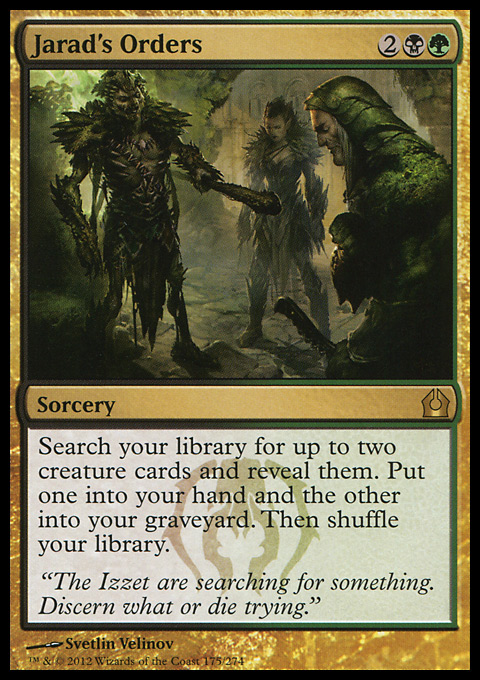 Jarad's Orders 2
Sorcery
Search your library for up to two
creature cards and reveal them. Put
one into your hand and the other
into your graveyard. Then shuffle
your library.
“The Izzet are searching for something.
Discern what or die trying.”
Svetlin Velinov
™ & © 2012 Wizards of the Coast 175/274